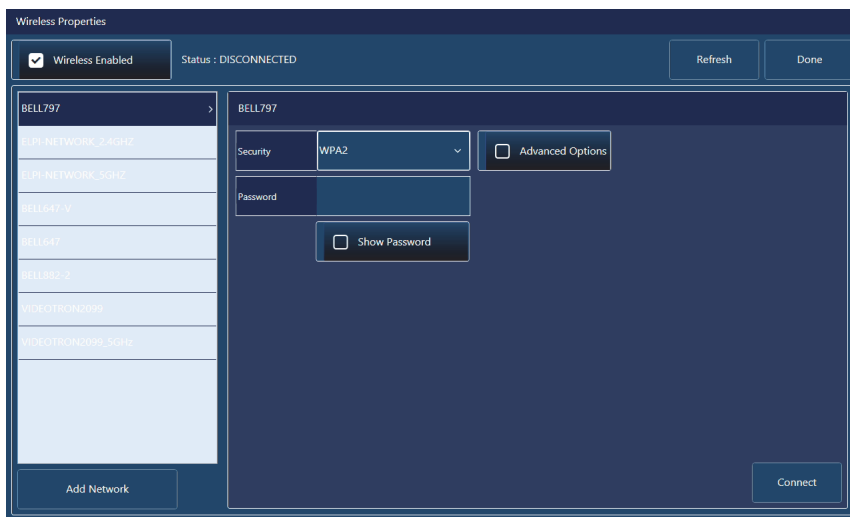 Wireless Properties
Wireless Enabled
Status : DISCONNECTED
Refresh
Done
BELL797
ELPI-NETWORK_2.4GHZ
ELPI-NETWORK_5GHZ
BELL647-V
BELL647
BELL882-2
VIDEOTRON2099
VIDEOTRON2099_5GHz
Add Network
BELL797
Security
WPA2
Advanced Options
Password
Show Password
Connect